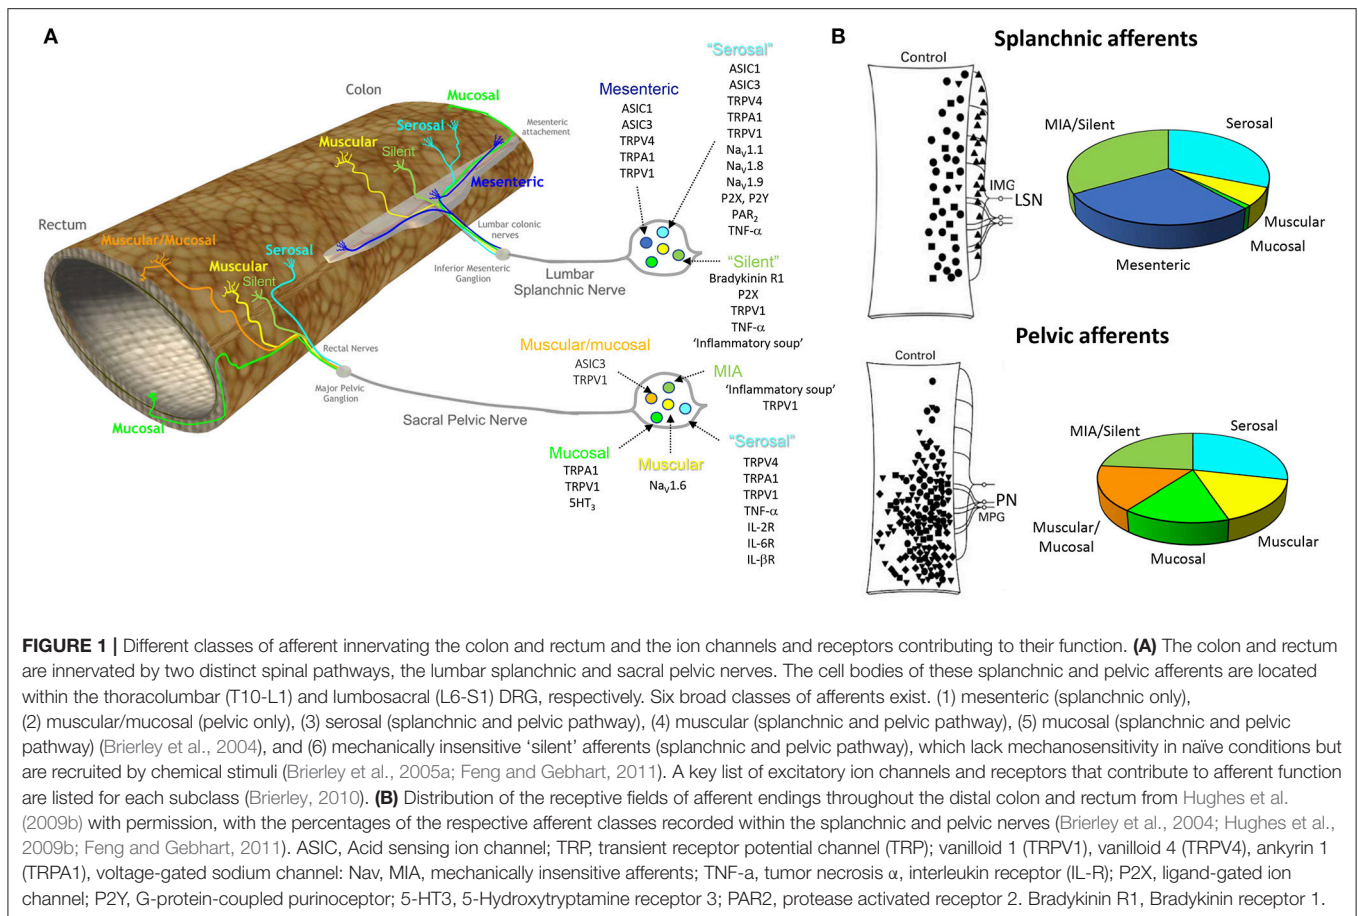 A
Colon
Mucosal
Mesenteric
attachement
Serosal
Muscular
Silent
Mesenteric
Rectum
Muscular/Mucosal
Serosal
Muscular
Silent
Lumbar colonic
nerves
Inferior Mesenteric
Ganglion
Lumbar
Splanchnic Nerve
Rectal Nerves
Major Pelvic
Ganglion
Sacral Pelvic Nerve
Mucosal
Mesenteric
ASIC1
ASIC3
TRPV4
TRPA1
TRPV1
"Serosal"
ASIC1
ASIC3
TRPV4
TRPA1
TRPV1
NaV1.1
NaV1.8
NaV1.9
P2X, P2Y
PAR2
TNF-α
"Silent"
Bradykinin R1
P2X
TRPV1
TNF-α
'Inflammatory soup'
Muscular/mucosal
ASIC3
TRPV1
MIA
'Inflammatory soup'
TRPV1
Mucosal
TRPA1
TRPV1
5HT3
Muscular
NaV1.6
"Serosal"
TRPV4
TRPA1
TRPV1
TNF-α
IL-2R
IL-6R
IL-βR
B
Splanchnic afferents
Control
IMG
LSN
MIA/Silent
Serosal
Muscular
Mucosal
Mesenteric
Pelvic afferents
Control
PN
MPG
MIA/Silent
Serosal
Muscular/
Mucosal
Mucosal
Muscular
FIGURE 1 | Different classes of afferent innervating the colon and rectum and the ion channels and receptors contributing to their function. (A) The colon and rectum
are innervated by two distinct spinal pathways, the lumbar splanchnic and sacral pelvic nerves. The cell bodies of these splanchnic and pelvic afferents are located
within the thoracolumbar (T10-L1) and lumbosacral (L6-S1) DRG, respectively. Six broad classes of afferents exist. (1) mesenteric (splanchnic only),
(2) muscular/mucosal (pelvic only), (3) serosal (splanchnic and pelvic pathway), (4) muscular (splanchnic and pelvic pathway), (5) mucosal (splanchnic and pelvic
pathway) (Brierley et al., 2004), and (6) mechanically insensitive 'silent' afferents (splanchnic and pelvic pathway), which lack mechanosensitivity in naïve conditions but
are recruited by chemical stimuli (Brierley et al., 2005a; Feng and Gebhart, 2011). A key list of excitatory ion channels and receptors that contribute to afferent function
are listed for each subclass (Brierley, 2010). (B) Distribution of the receptive fields of afferent endings throughout the distal colon and rectum from Hughes et al.
(2009b) with permission, with the percentages of the respective afferent classes recorded within the splanchnic and pelvic nerves (Brierley et al., 2004; Hughes et al.,
2009b; Feng and Gebhart, 2011). ASIC, Acid sensing ion channel; TRP, transient receptor potential channel (TRP); vanilloid 1 (TRPV1), vanilloid 4 (TRPV4), ankyrin 1
(TRPA1), voltage-gated sodium channel: Nav, MIA, mechanically insensitive afferents; TNF-a, tumor necrosis α, interleukin receptor (IL-R); P2X, ligand-gated ion
channel; P2Y, G-protein-coupled purinoceptor; 5-HT3, 5-Hydroxytryptamine receptor 3; PAR2, protease activated receptor 2. Bradykinin R1, Bradykinin receptor 1.